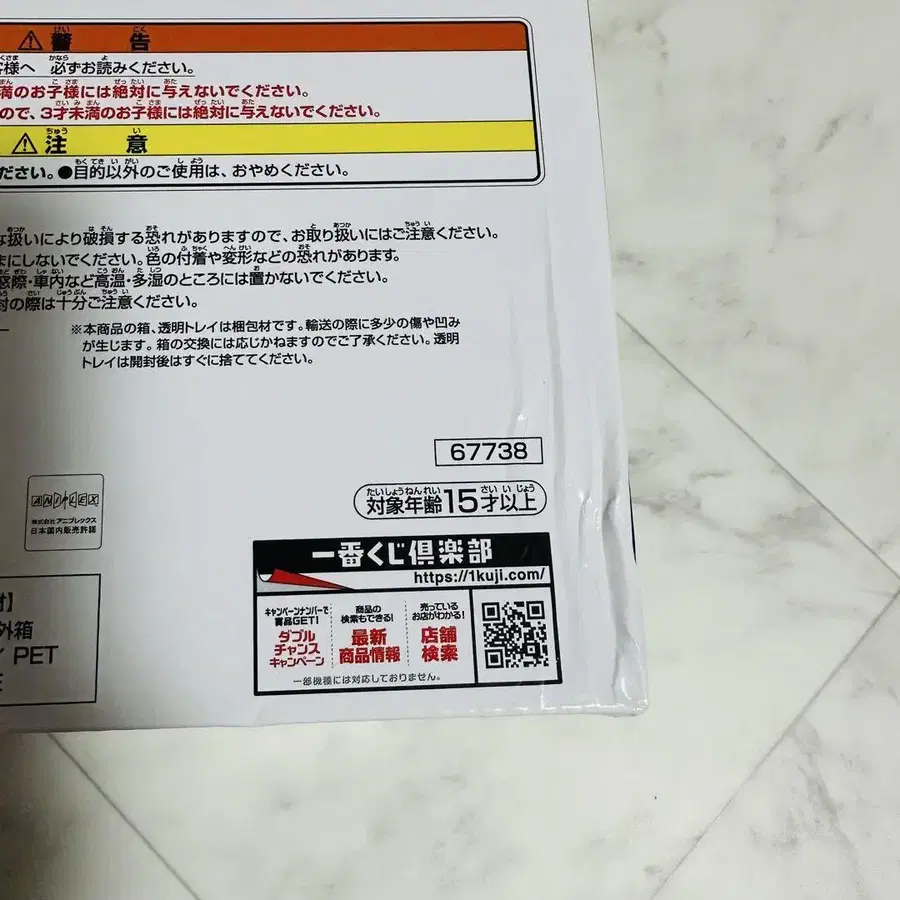 ⚠警告
客様へ 必ずお読みください。
満のお子様には絶対に与えないでください。
ので、3才未満のお子様には絶対に与えないでください。
⚠注意
ださい。●目的以外のご使用は、おやめください。
な扱いにより破損する恐れがありますので、お取り扱いにはご注意ください。
まにしないでください。色の付着や変形などの恐れがあります。
窓際・車内など高温・多湿のところには置かないでください。
封の際は十分ご注意ください。
※本商品の箱、透明トレイは梱包材です。輸送の際に多少の傷や凹み
が生じます。箱の交換には応じかねますのでご了承ください。透明
トレイは開封後はすぐに捨ててください。
67738
対象年齢15才以上
ANIPLEX
株式会社アニプレックス
日本国内販売許諾
一番くじ倶楽部
https://1kuji.com/
キャンペーンナンバーで
賞品GET!
ダブル
チャンス
キャンペーン
商品の
検索もできる!
最新
商品情報
売っている
お店がわかる!
店舗
検索
一部機種には対応しておりません。
外箱
PET